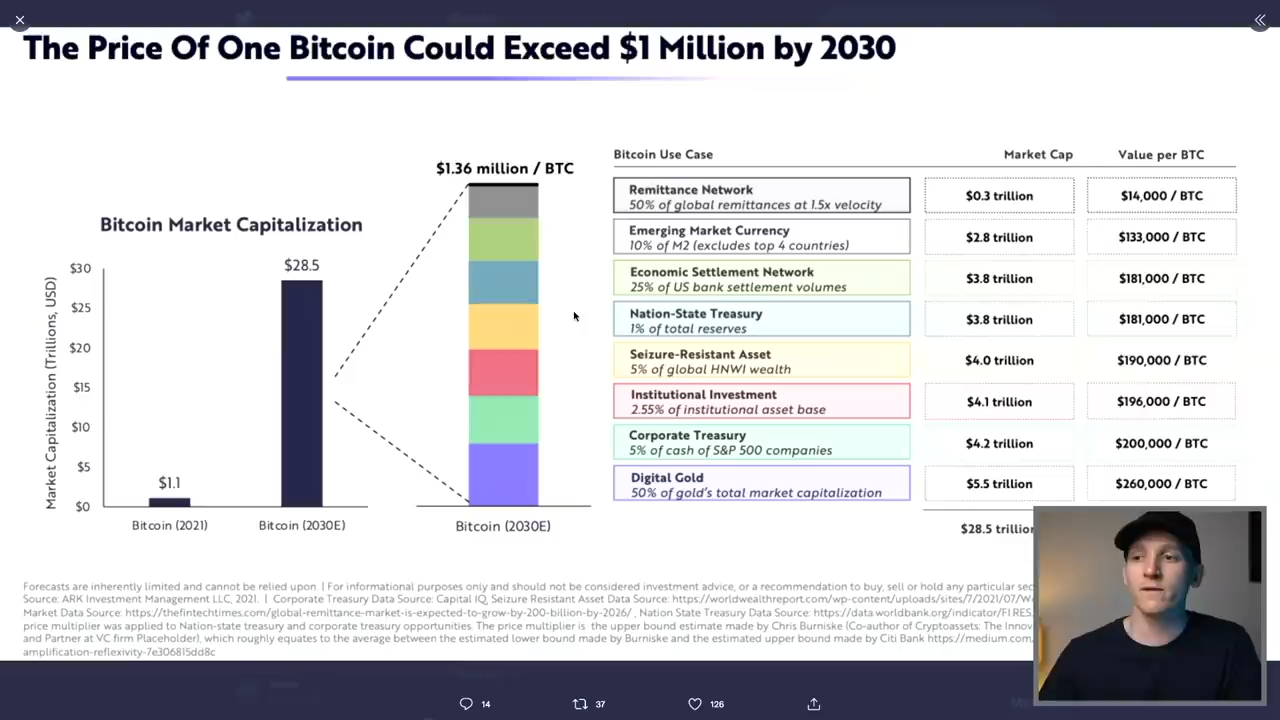 The Price Of One Bitcoin Could Exceed $1 Million by 2030
$1.36 million / BTC
Bitcoin Market Capitalization
Market Capitalization (Trillions, USD)
$30
$25
$20
$15
$10
$5
$0
$1.1
$28.5
Bitcoin (2021)
Bitcoin (2030E)
Bitcoin (2030E)
Bitcoin Use Case Market Cap Value per BTC
Remittance Network
50% of global remittances at 1.5x velocity
$0.3 trillion $14,000 / BTC
Emerging Market Currency
10% of M2 (excludes top 4 countries)
$2.8 trillion $133,000 / BTC
Economic Settlement Network
25% of US bank settlement volumes
$3.8 trillion $181,000 / BTC
Nation-State Treasury
1% of total reserves
$3.8 trillion $181,000 / BTC
Seizure-Resistant Asset
5% of global HNWI wealth
$4.0 trillion $190,000 / BTC
Institutional Investment
2.55% of institutional asset base
$4.1 trillion $196,000 / BTC
Corporate Treasury
5% of cash of S&P 500 companies
$4.2 trillion $200,000 / BTC
Digital Gold
50% of gold's total market capitalization
$5.5 trillion $260,000 / BTC
$28.5 trillion
Forecasts are inherently limited and cannot be relied upon | For informational purposes only and should not be considered investment advice, or a recommendation to buy, sell or hold any particular sec
Source: ARK Investment Management LLC, 2021. | Corporate Treasury Data Source: Capital IQ, Seizure Resistant Asset Data Source: https://worldwealthreport.com/wp-content/uploads/sites/7/2021/07/W
Market Data Source: https://thefintechtimes.com/global-remittance-market-is-expected-to-grow-by-200-billion-by-2026/ , Nation State Treasury Data Source: https://data.worldbank.org/indicator/FI.RES.
price multiplier was applied to Nation-state treasury and corporate treasury opportunities. The price multiplier is the upper bound estimate made by Chris Burniske (Co-author of Cryptoassets: The Innov
and Partner at VC firm Placeholder), which roughly equates to the average between the estimated lower bound made by Burniske and the estimated upper bound made by Citi Bank https://medium.com,
amplification-reflexivity-7e306815dd8c
14 37 126